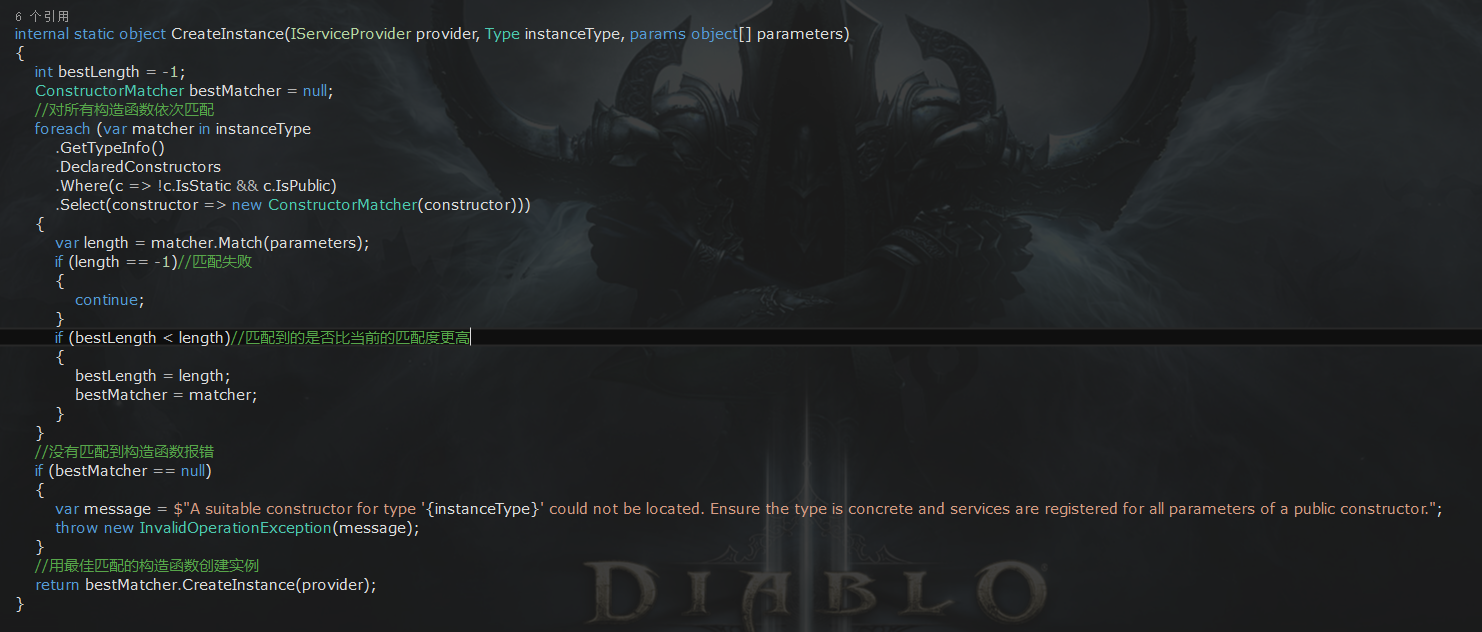 6 个引用
internal static object CreateInstance(IServiceProvider provider, Type instanceType, params object[] parameters)
{
int bestLength = -1;
ConstructorMatcher bestMatcher = null;
//对所有构造函数依次匹配
foreach (var matcher in instanceType
.GetTypeInfo()
.DeclaredConstructors
.Where(c => !c.IsStatic && c.IsPublic)
.Select(constructor => new ConstructorMatcher(constructor)))
{
var length = matcher.Match(parameters);
if (length == -1)//匹配失败
{
continue;
}
if (bestLength < length)//匹配到的是否比当前的匹配度更高
{
bestLength = length;
bestMatcher = matcher;
}
}
//没有匹配到构造函数报错
if (bestMatcher == null)
{
var message = $"A suitable constructor for type '{instanceType}' could not be located. Ensure the type is concrete and services are registered for all parameters of a public constructor.";
throw new InvalidOperationException(message);
}
//用最佳匹配的构造函数创建实例
return bestMatcher.CreateInstance(provider);
}
DIABLO